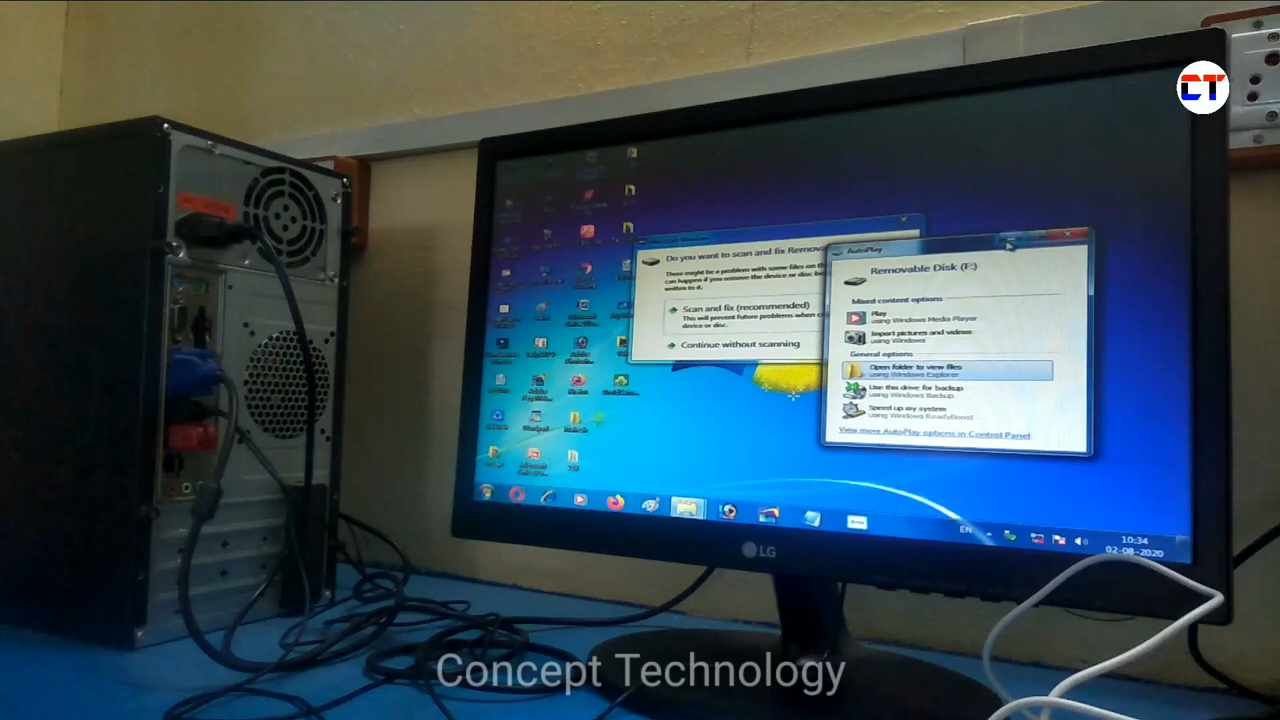 CT
Do you want to scan and fix Remova
There might be a problem with some files on th
can happen if you remove the device or disc be
written to it.
Scan and fix (recommended)
This will prevent future problems when c
device or disc.
Continue without scanning
AutoPlay
Removable Disk (F:)
Mixed content options
Play
using Windows Media Player
Import pictures and videos
using Windows
General options
Open folder to view files
using Windows Explorer
Use this drive for backup
using Windows Backup
Speed up my system
using Windows ReadyBoost
View more AutoPlay options in Control Panel
EN
10:34
02-08-2020
LG
Concept Technology